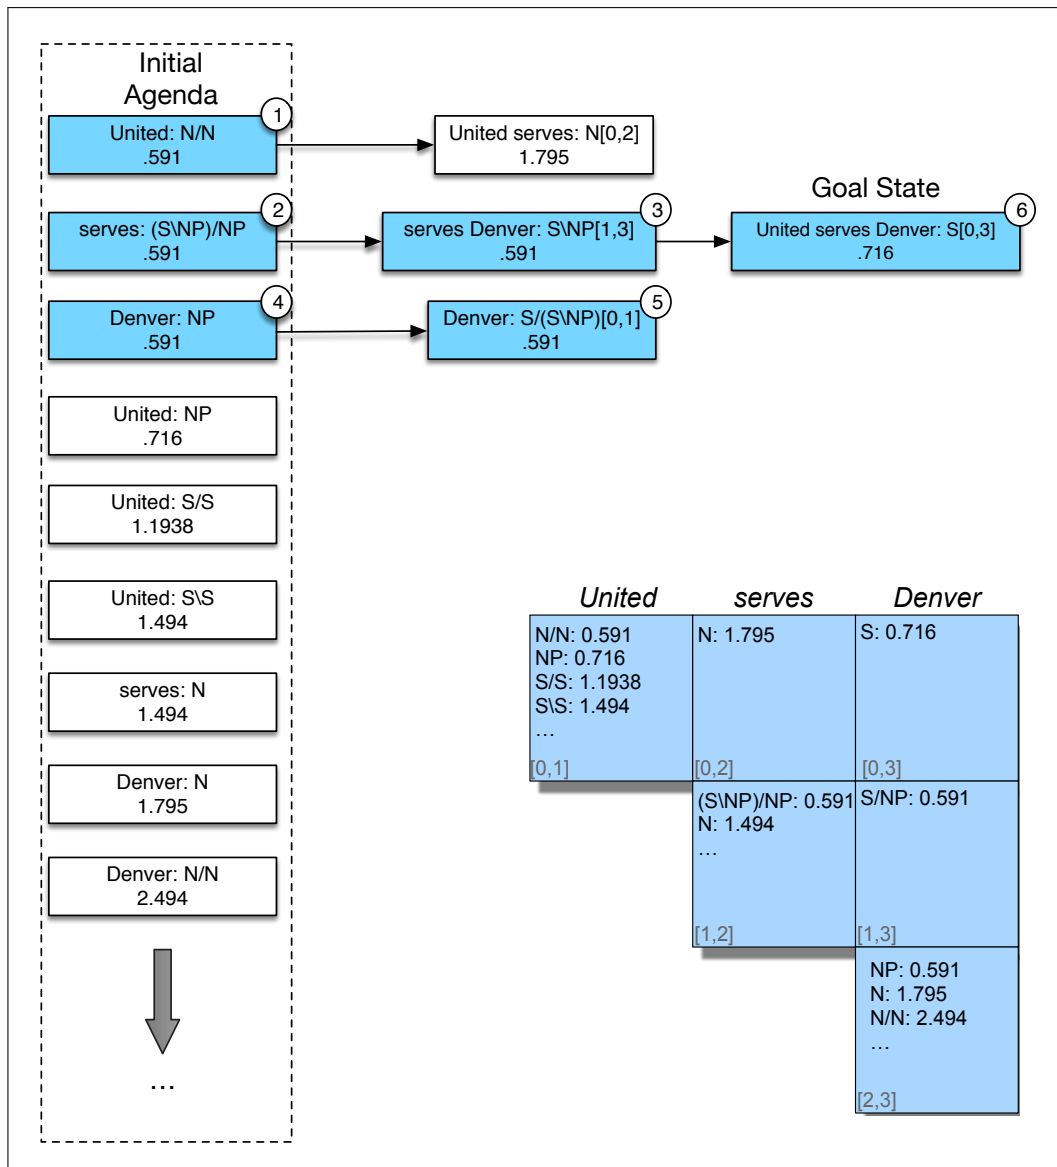 Initial
Agenda
1
United: N/N
.591
United serves: N[0,2]
1.795
Goal State
2
serves: (S\NP)/NP
.591
3
serves Denver: S\NP[1,3]
.591
6
United serves Denver: S[0,3]
.716
4
Denver: NP
.591
5
Denver: S/(S\NP)[0,1]
.591
United: NP
.716
United: S/S
1.1938
United: S\S
1.494
serves: N
1.494
Denver: N
1.795
Denver: N/N
2.494
...
United serves Denver
N/N: 0.591
NP: 0.716
S/S: 1.1938
S\S: 1.494
...
[0,1]
N: 1.795
[0,2]
S: 0.716
[0,3]
(S\NP)/NP: 0.591
N: 1.494
...
[1,2]
S/NP: 0.591
[1,3]
NP: 0.591
N: 1.795
N/N: 2.494
...
[2,3]